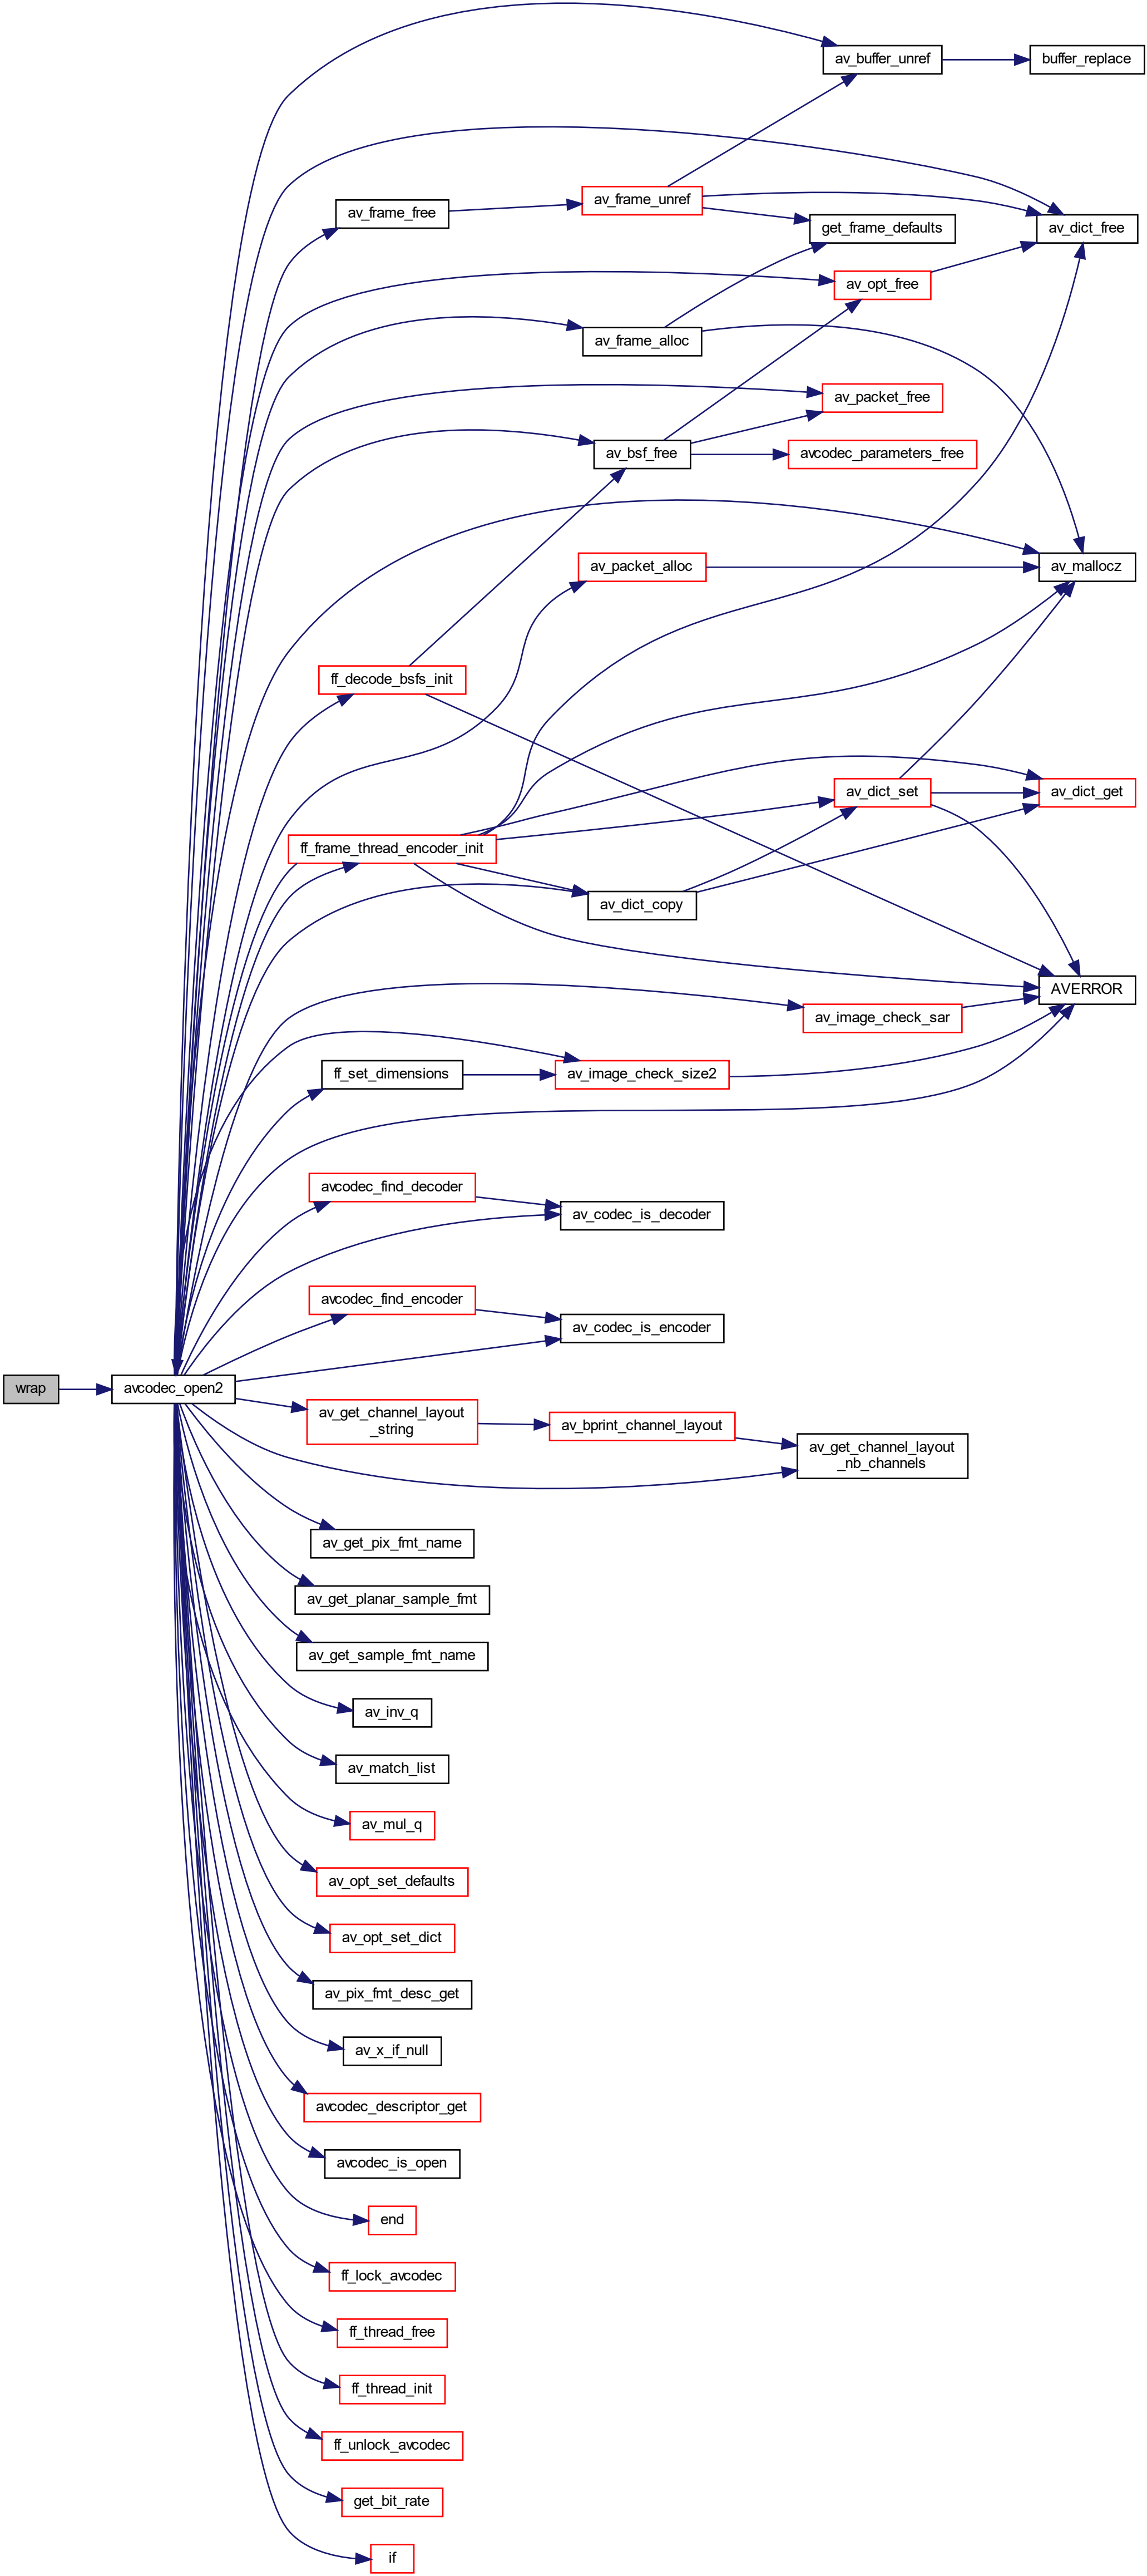 av_buffer_unref
buffer_replace
av_frame_unref
av_frame_free
get_frame_defaults
av_dict_free
av_opt_free
av_frame_alloc
av_packet_free
av_bsf_free
avcodec_parameters_free
av_packet_alloc
av_mallocz
ff_decode_bsfs_init
av_dict_set
av_dict_get
ff_frame_thread_encoder_init
av_dict_copy
AVERROR
av_image_check_sar
ff_set_dimensions
av_image_check_size2
avcodec_find_decoder
av_codec_is_decoder
avcodec_find_encoder
av_codec_is_encoder
wrap
avcodec_open2
av_get_channel_layout
_string
av_bprint_channel_layout
av_get_channel_layout
_nb_channels
av_get_pix_fmt_name
av_get_planar_sample_fmt
av_get_sample_fmt_name
av_inv_q
av_match_list
av_mul_q
av_opt_set_defaults
av_opt_set_dict
av_pix_fmt_desc_get
av_x_if_null
avcodec_descriptor_get
avcodec_is_open
end
ff_lock_avcodec
ff_thread_free
ff_thread_init
ff_unlock_avcodec
get_bit_rate
if